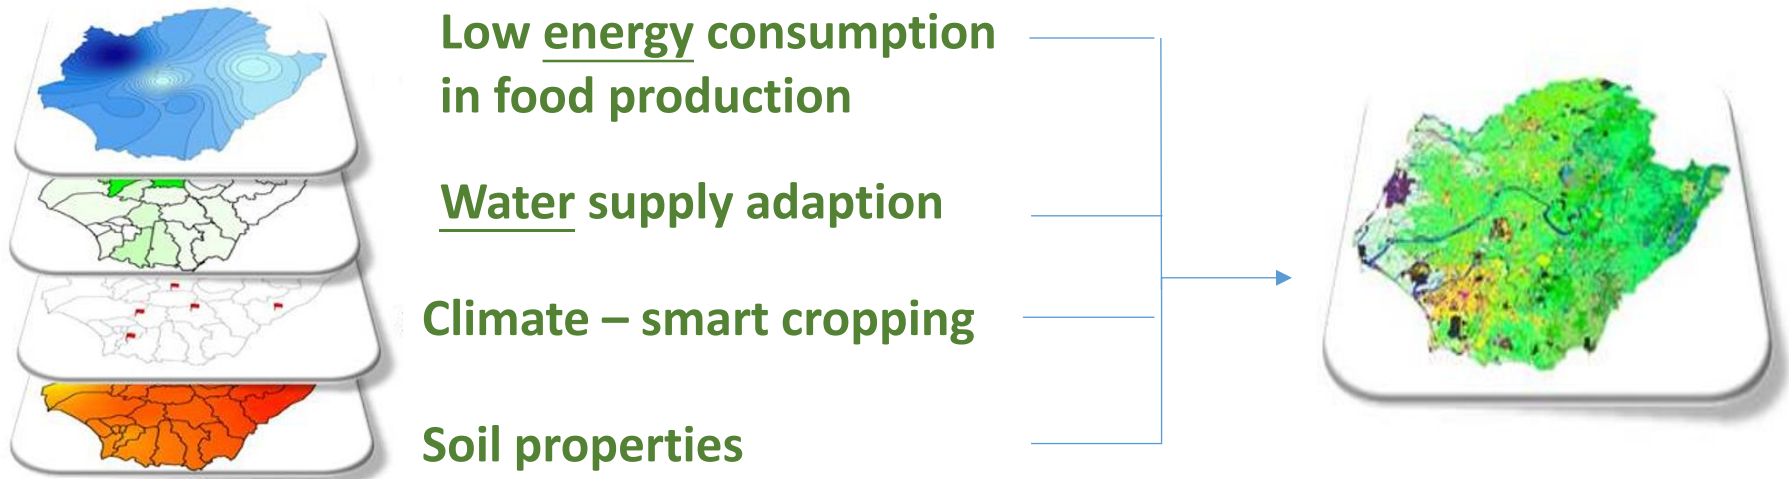 Low energy consumption
in food production
Water supply adaption
Climate – smart cropping
Soil properties